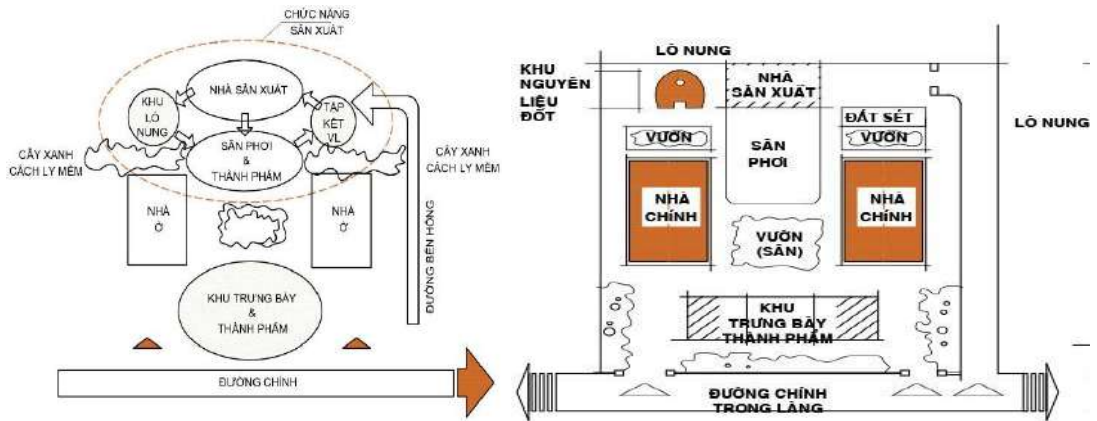 CHỨC NĂNG
SẢN XUẤT
NHÀ SẢN XUẤT
KHU
LÒ NUNG
TẬP
KẾT VL
SÂN PHƠI
&
THÀNH PHẨM
CÂY XANH
CÁCH LY MỀM
CÂY XANH
CÁCH LY MỀM
NHÀ
Ở
NHÀ
Ở
ĐƯỜNG BÊN HÔNG
KHU TRƯNG BÀY
&
THÀNH PHẨM
ĐƯỜNG CHÍNH
LÒ NUNG
KHU
NGUYÊN
LIỆU
ĐỐT
NHÀ
SẢN XUẤT
ĐẤT SÉT
VƯỜN
VƯỜN
SÂN
PHƠI
LÒ NUNG
NHÀ
CHÍNH
NHÀ
CHÍNH
VƯỜN
(SÂN)
KHU
TRƯNG BÀY
THÀNH PHẨM
ĐƯỜNG CHÍNH
TRONG LÀNG